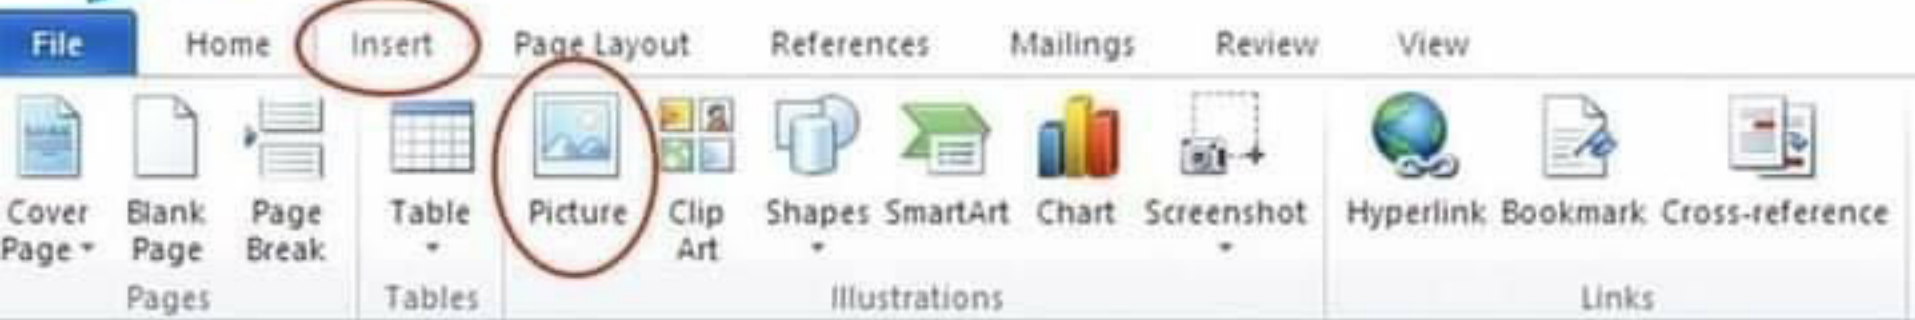 File Home Insert Page Layout References Mailings Review View
Cover Page Blank Page Page Break Table Picture Clip Art Shapes SmartArt Chart Screenshot Hyperlink Bookmark Cross-reference
Pages Tables Illustrations Links